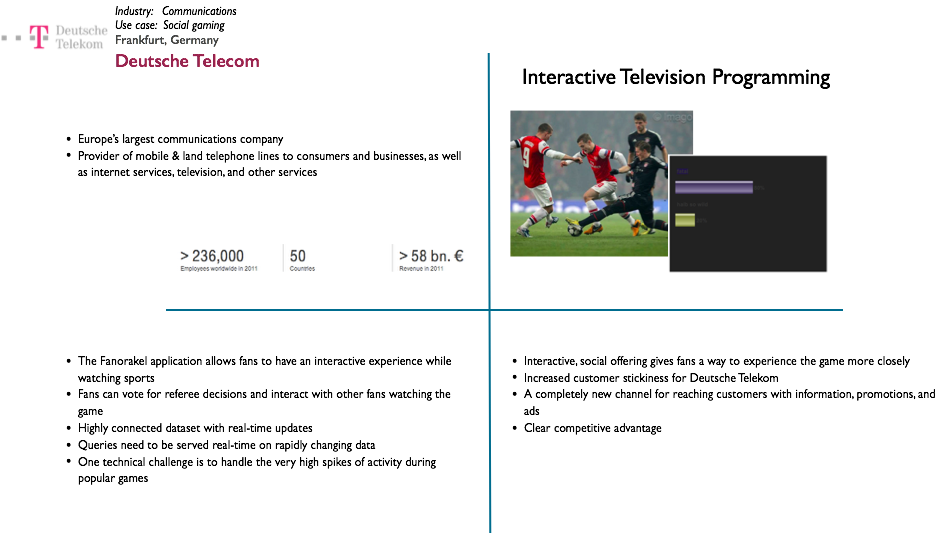 Industry: Communications
Use case: Social gaming
Frankfurt, Germany
Deutsche Telecom
Deutsche
Telekom
Interactive Television Programming
• Europe's largest communications company
• Provider of mobile & land telephone lines to consumers and businesses, as well
as internet services, television, and other services
> 236,000
Employees worldwide in 2011
50
Countries
> 58 bn. €
Revenue in 2011
• The Fanorakel application allows fans to have an interactive experience while
watching sports
• Fans can vote for referee decisions and interact with other fans watching the
game
• Highly connected dataset with real-time updates
• Queries need to be served real-time on rapidly changing data
• One technical challenge is to handle the very high spikes of activity during
popular games
• Interactive, social offering gives fans a way to experience the game more closely
• Increased customer stickiness for Deutsche Telekom
• A completely new channel for reaching customers with information, promotions, and
ads
• Clear competitive advantage